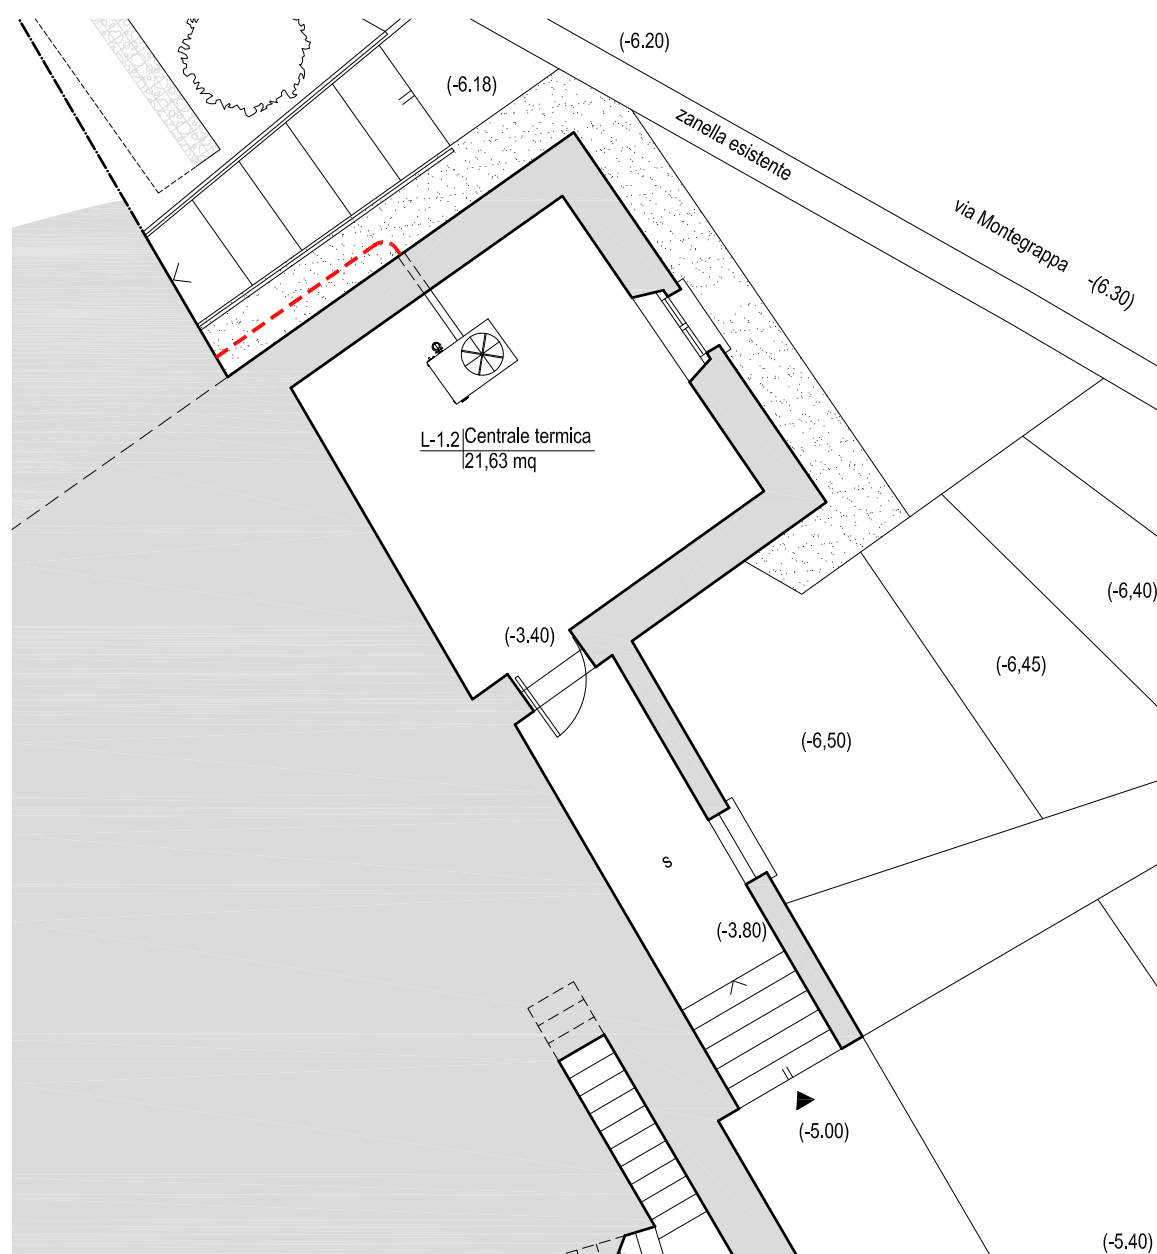 (-6.20)
(-6.18)
zanella esistente
via Montegrappa -(6.30)
L-1.2 Centrale termica
21,63 mq
(-6,40)
(-3.40)
(-6,45)
(-6,50)
s
(-3.80)
(-5.00)
(-5.40)